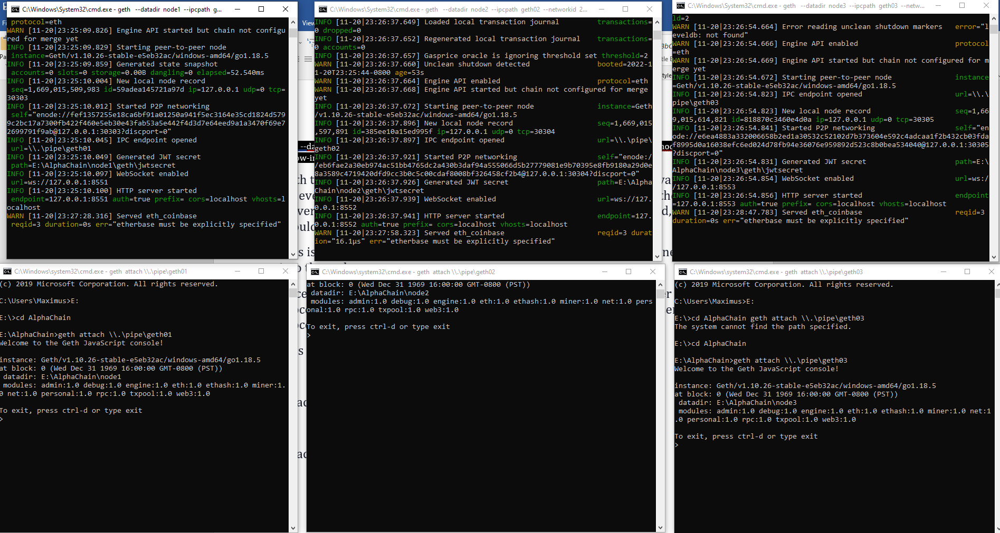 C:\Windows\System32\cmd.exe - geth  --datadir  node1 --ipcpath  g...
protocol=eth
WARN [11-20|23:25:09.826] Engine API started but chain not configu
red for merge yet
INFO [11-20|23:25:09.829] Starting peer-to-peer node
instance=Geth/v1.10.26-stable-e5eb32ac/windows-amd64/go1.18.5
INFO [11-20|23:25:09.859] Generated state snapshot
accounts=0 slots=0 storage=0.00B dangling=0 elapsed=52.540ms
INFO [11-20|23:25:10.004] New local node record
seq=1,669,015,509,983 id=59adea145721a97d ip=127.0.0.1 udp=0 tcp=
30303
INFO [11-20|23:25:10.012] Started P2P networking
self="enode://fef1357255e18ca6bf91a01250a941f5ec3164e35cd1824d579
9c2bc17a7300fb422f460e5eb30e43fab53a5e442f4d3d7e64eed9a1a3470f69e7
2699791f9ab@127.0.0.1:30303?discport=0"
INFO [11-20|23:25:10.045] IPC endpoint opened
url=\\.\pipe\geth01
INFO [11-20|23:25:10.049] Generated JWT secret
path=E:\AlphaChain\node1\geth\jwtsecret
INFO [11-20|23:25:10.097] WebSocket enabled
url=ws://127.0.0.1:8551
INFO [11-20|23:25:10.100] HTTP server started
endpoint=127.0.0.1:8551 auth=true prefix= cors=localhost vhosts=l
ocalhost
WARN [11-20|23:27:28.316] Served eth_coinbase
reqid=3 duration=0s err="etherbase must be explicitly specified"
View
C:\Windows\System32\cmd.exe - geth  --datadir  node2 --ipcpath  geth02 --networkid  2...
INFO [11-20|23:26:37.649] Loaded local transaction journal transactions=
0 dropped=0
INFO [11-20|23:26:37.652] Regenerated local transaction journal transactions=
0 accounts=0
INFO [11-20|23:26:37.657] Gasprice oracle is ignoring threshold set threshold=2
WARN [11-20|23:26:37.660] Unclean shutdown detected booted=2022-1
1-20T23:25:44-0800 age=53s
WARN [11-20|23:26:37.664] Engine API enabled protocol=eth
WARN [11-20|23:26:37.668] Engine API started but chain not configured for merge
yet
INFO [11-20|23:26:37.672] Starting peer-to-peer node instance=Geth
/v1.10.26-stable-e5eb32ac/windows-amd64/go1.18.5
INFO [11-20|23:26:37.896] New local node record seq=1,669,015
,597,891 id=385ee10a15ed995f ip=127.0.0.1 udp=0 tcp=30304
INFO [11-20|23:26:37.897] IPC endpoint opened url=\\.\pipe\
geth02
INFO [11-20|23:26:37.921] Started P2P networking self="enode:/
/eb6fae2a30eb974ac51bb4765dc2a430b3daf94a555066d5b27779081e9b70395e8fb9180a29d0e
8a3589c4719420dfd9cc3b0c5c00cdaf8008bf326458cf2b4@127.0.0.1:30304?discport=0"
INFO [11-20|23:26:37.926] Generated JWT secret path=E:\Alpha
Chain\node2\geth\jwtsecret
INFO [11-20|23:26:37.939] WebSocket enabled url=ws://127.
0.0.1:8552
INFO [11-20|23:26:37.941] HTTP server started endpoint=127.
0.0.1:8552 auth=true prefix= cors=localhost vhosts=localhost
WARN [11-20|23:27:58.323] Served eth_coinbase reqid=3 durat
ion="16.1µs" err="etherbase must be explicitly specified"
C:\Windows\System32\cmd.exe - geth  --datadir  node3 --ipcpath  geth03 --netw...
ld=2
WARN [11-20|23:26:54.664] Error reading unclean shutdown markers error="l
eveldb: not found"
WARN [11-20|23:26:54.666] Engine API enabled protocol
=eth
WARN [11-20|23:26:54.669] Engine API started but chain not configured for m
erge yet
INFO [11-20|23:26:54.672] Starting peer-to-peer node instance
=Geth/v1.10.26-stable-e5eb32ac/windows-amd64/go1.18.5
INFO [11-20|23:26:54.823] IPC endpoint opened url=\\.\
pipe\geth03
INFO [11-20|23:26:54.823] New local node record seq=1,66
9,015,614,821 id=818870c3460e4d0a ip=127.0.0.1 udp=0 tcp=30305
INFO [11-20|23:26:54.841] Started P2P networking self="en
ode://e6ea4883a332006658b2ed1a30532c52102d7b373604e592c4adcaa1f2b432cb03fda
f8995d0a16038efc6ed024d78fb94e36076e959892d523c8b0bea534040@127.0.0.1:30305
?discport=0"
INFO [11-20|23:26:54.831] Generated JWT secret path=E:\
AlphaChain\node3\geth\jwtsecret
INFO [11-20|23:26:54.854] WebSocket enabled url=ws:/
/127.0.0.1:8553
INFO [11-20|23:26:54.856] HTTP server started endpoint
=127.0.0.1:8553 auth=true prefix= cors=localhost vhosts=localhost
WARN [11-20|23:28:47.783] Served eth_coinbase reqid=3
duration=0s err="etherbase must be explicitly specified"
C:\Windows\system32\cmd.exe - geth  attach \\.\pipe\geth01
(c) 2019 Microsoft Corporation. All rights reserved.
C:\Users\Maximus>E:
E:\>cd AlphaChain
E:\AlphaChain>geth attach \\.\pipe\geth01
Welcome to the Geth JavaScript console!
instance: Geth/v1.10.26-stable-e5eb32ac/windows-amd64/go1.18.5
at block: 0 (Wed Dec 31 1969 16:00:00 GMT-0800 (PST))
datadir: E:\AlphaChain\node1
modules: admin:1.0 debug:1.0 engine:1.0 eth:1.0 ethash:1.0 miner:1.
0 net:1.0 personal:1.0 rpc:1.0 txpool:1.0 web3:1.0
To exit, press ctrl-d or type exit
>
C:\Windows\system32\cmd.exe - geth  attach \\.\pipe\geth02
at block: 0 (Wed Dec 31 1969 16:00:00 GMT-0800 (PST))
datadir: E:\AlphaChain\node2
modules: admin:1.0 debug:1.0 engine:1.0 eth:1.0 ethash:1.0 miner:1.0 net:1.0 pers
onal:1.0 rpc:1.0 txpool:1.0 web3:1.0
To exit, press ctrl-d or type exit
>
C:\Windows\system32\cmd.exe - geth  attach \\.\pipe\geth03
(c) 2019 Microsoft Corporation. All rights reserved.
C:\Users\Maximus>E:
E:\>cd AlphaChain geth attach \\.\pipe\geth03
The system cannot find the path specified.
E:\>cd AlphaChain
E:\AlphaChain>geth attach \\.\pipe\geth03
Welcome to the Geth JavaScript console!
instance: Geth/v1.10.26-stable-e5eb32ac/windows-amd64/go1.18.5
at block: 0 (Wed Dec 31 1969 16:00:00 GMT-0800 (PST))
datadir: E:\AlphaChain\node3
modules: admin:1.0 debug:1.0 engine:1.0 eth:1.0 ethash:1.0 miner:1.0 net:1
.0 personal:1.0 rpc:1.0 txpool:1.0 web3:1.0
To exit, press ctrl-d or type exit
>